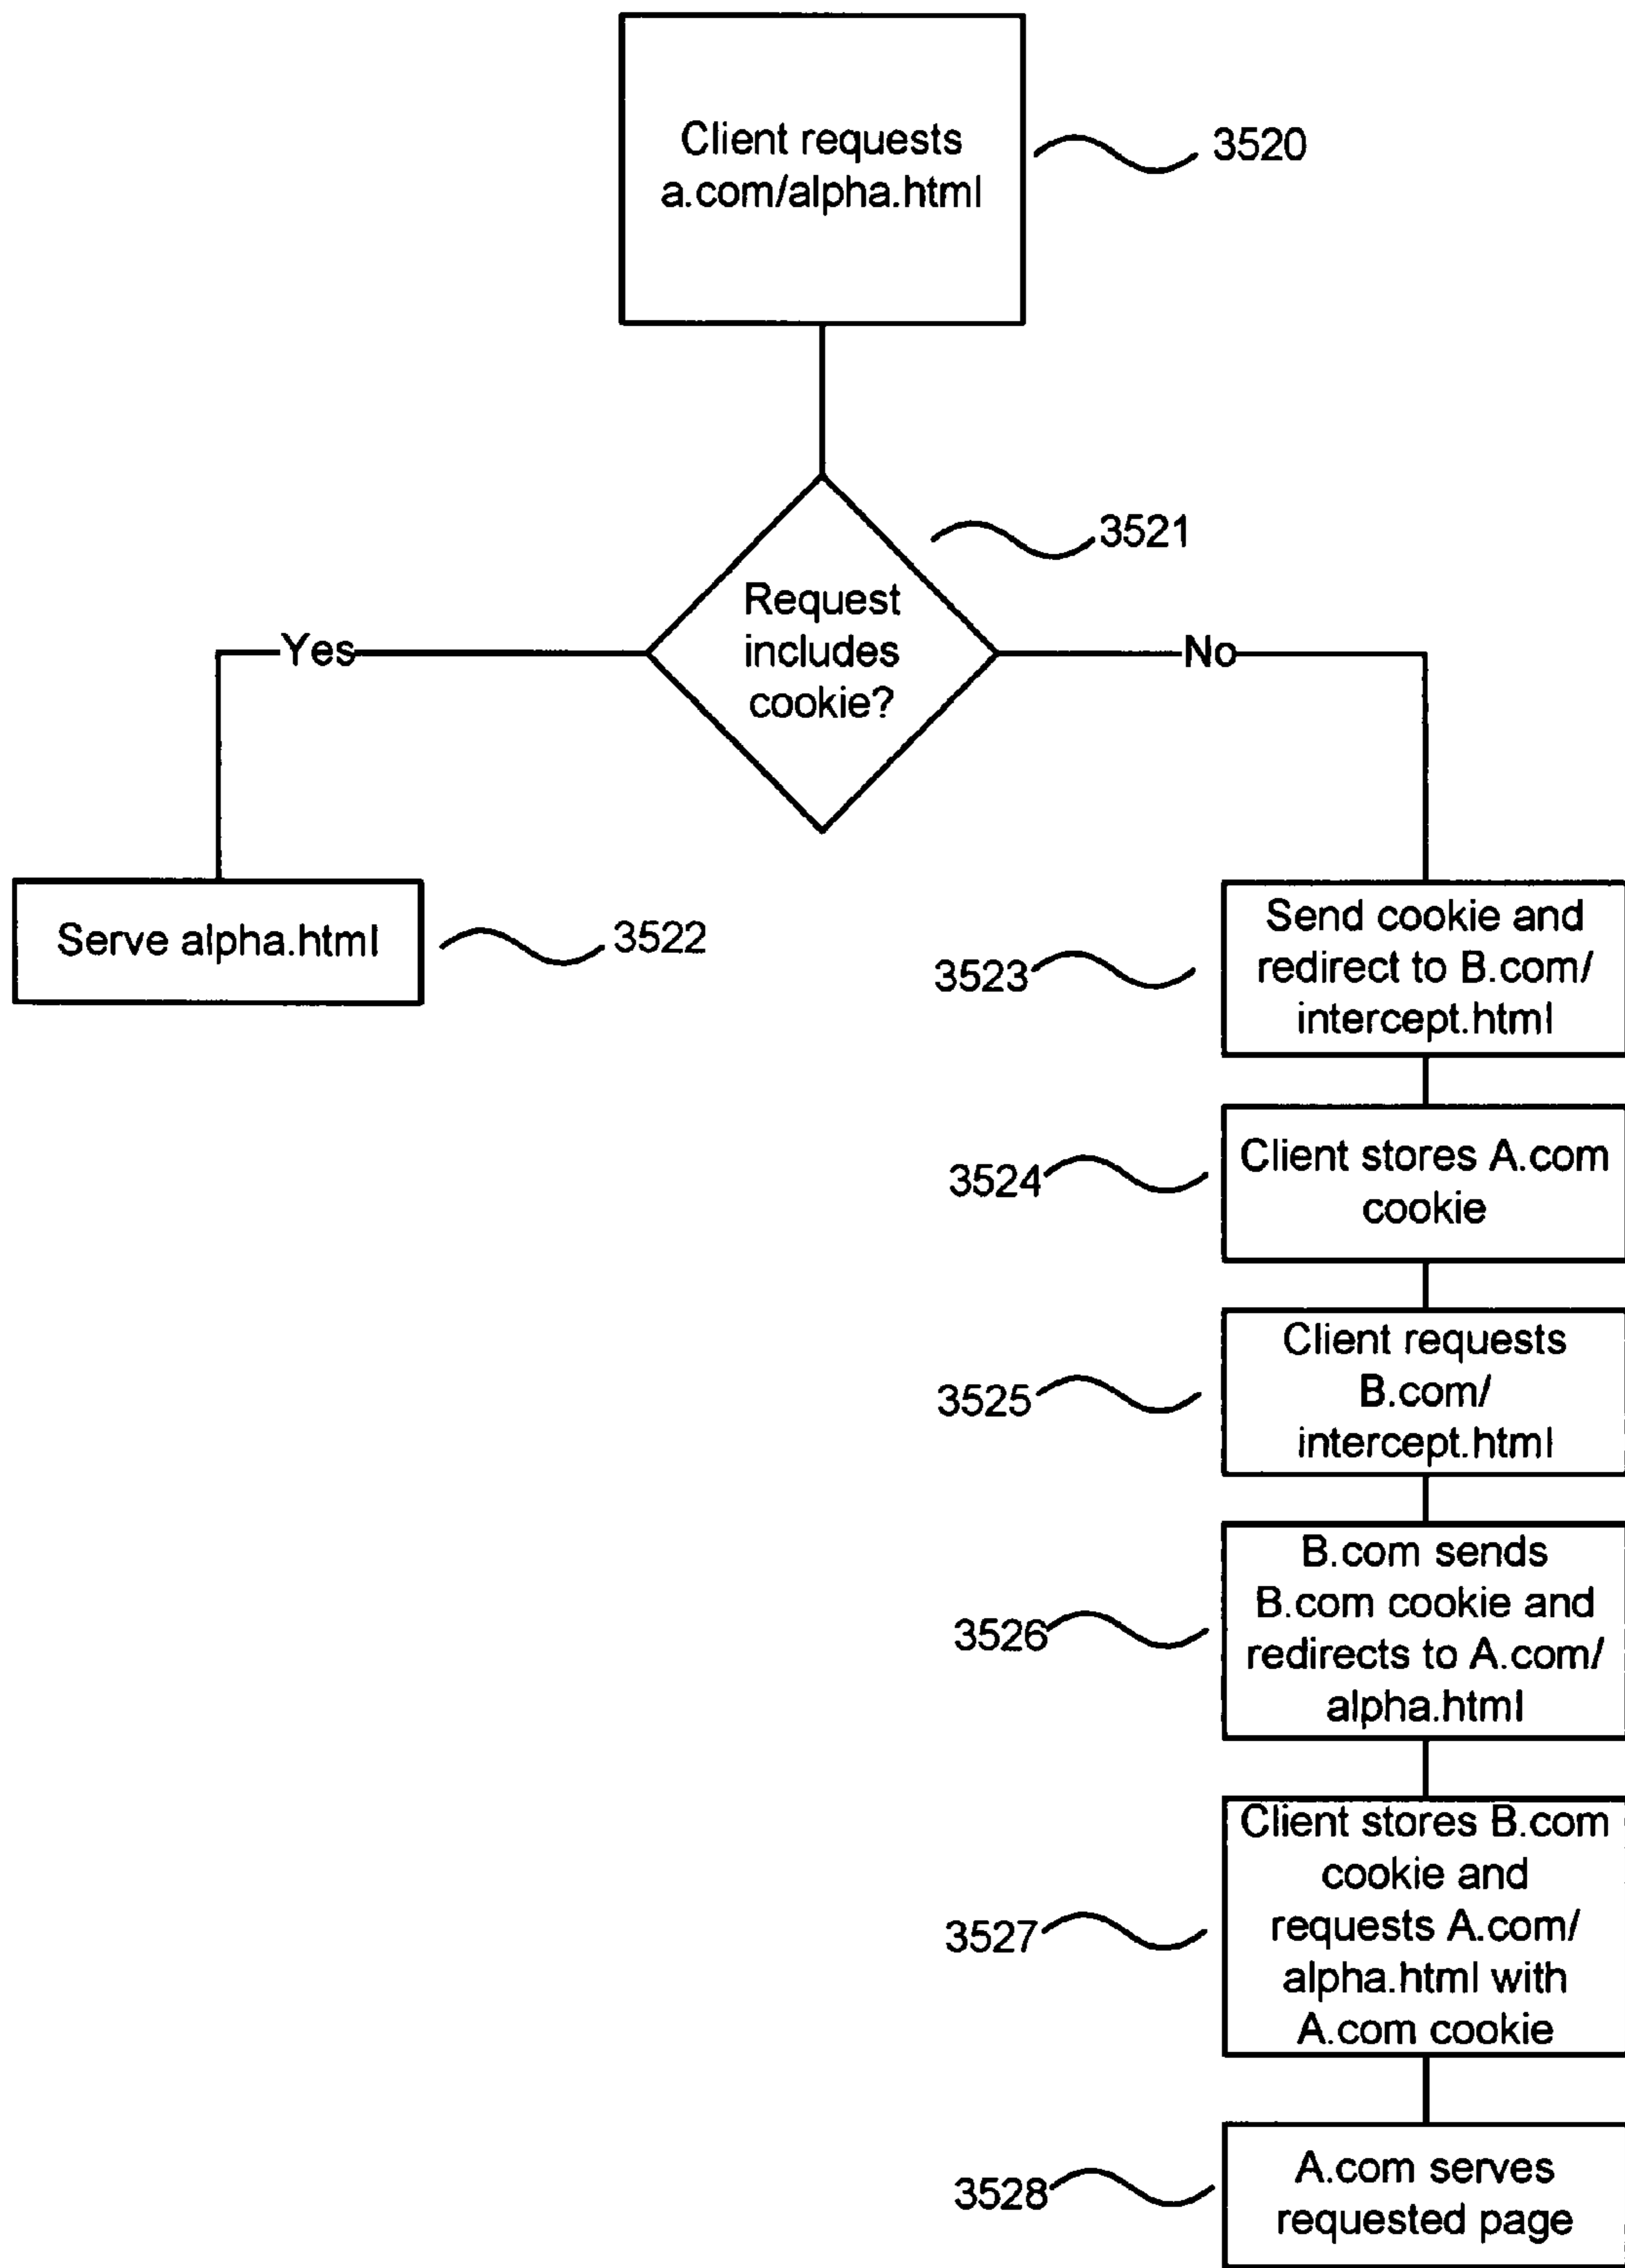 Client requests
a.com/alpha.html
3520
3521
Request
includes
cookie?
Yes
No
Serve alpha.html
3522
Send cookie and
redirect to B.com/
intercept.html
3523
Client stores A.com
cookie
3524
Client requests
B.com/
intercept.html
3525
B.com sends
B.com cookie and
redirects to A.com/
alpha.html
3526
Client stores B.com
cookie and
requests A.com/
alpha.html with
A.com cookie
3527
A.com serves
requested page
3528